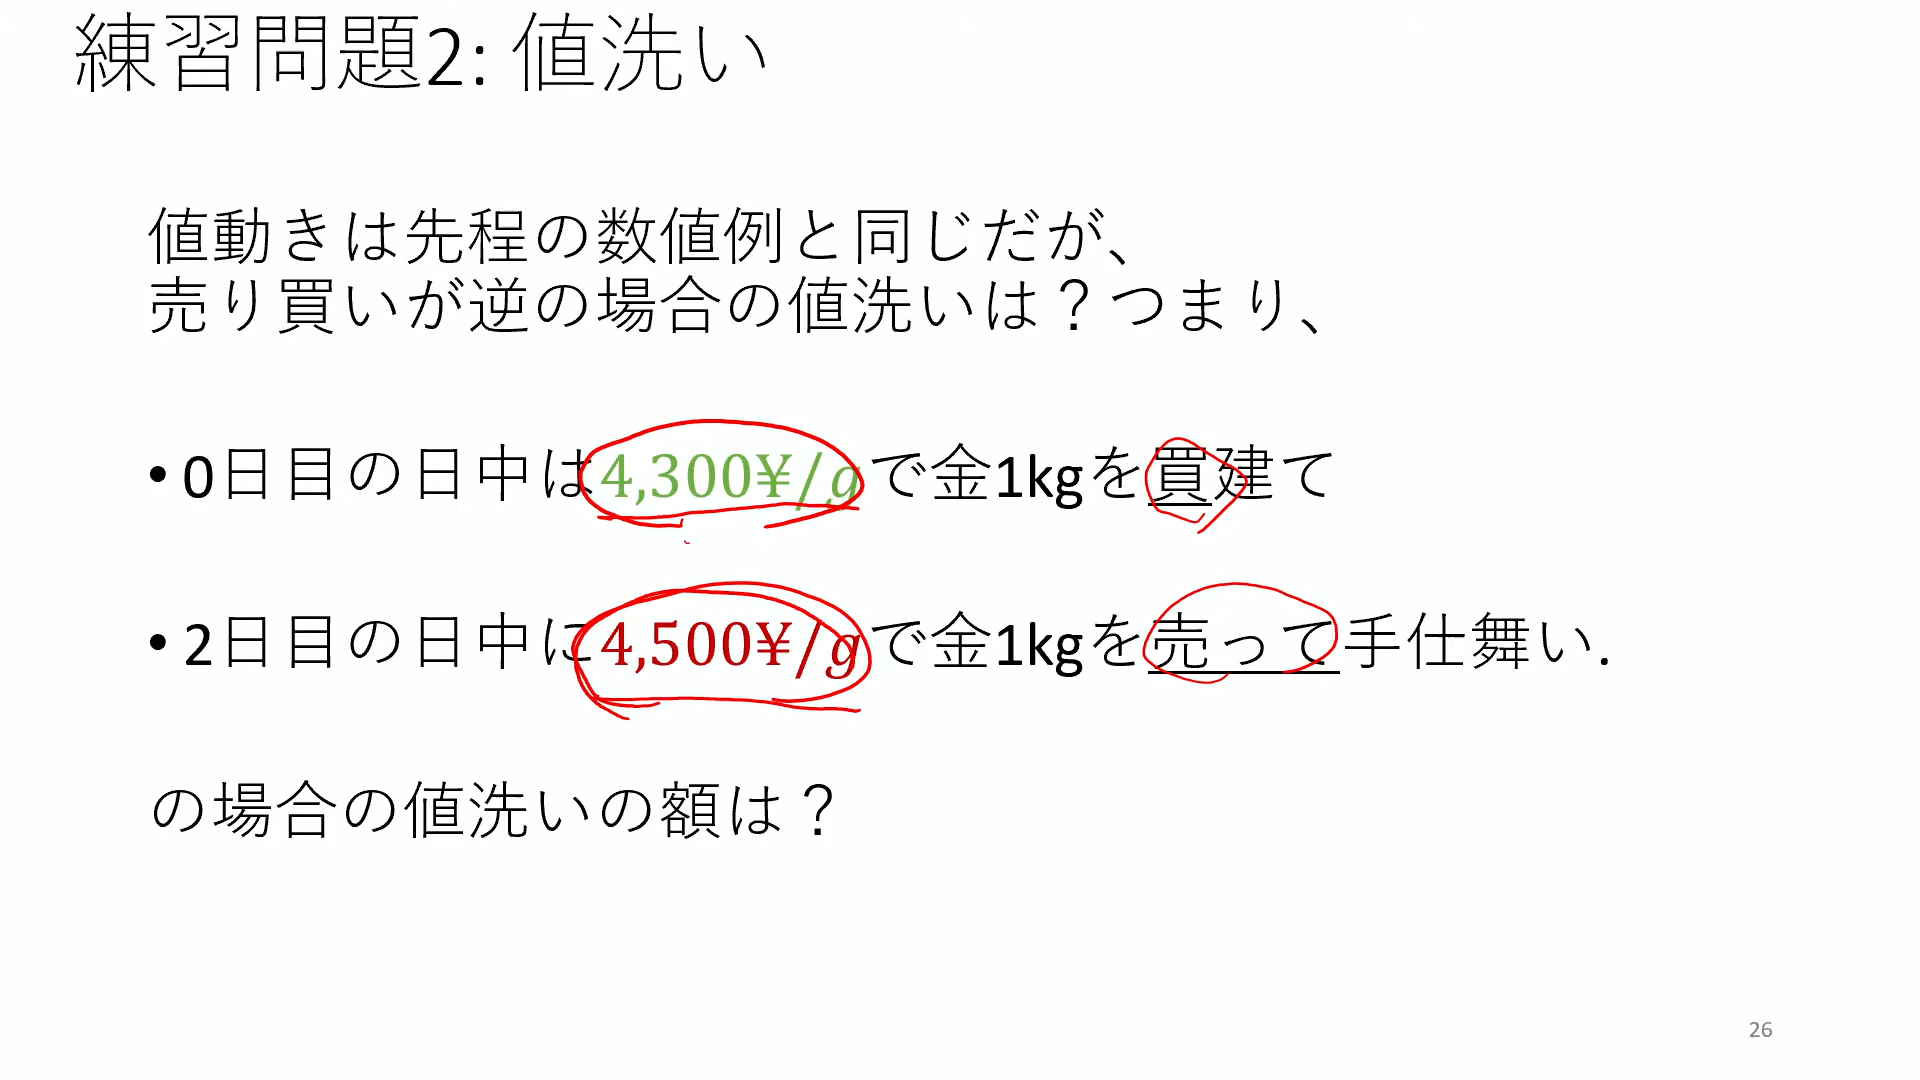 練習問題2: 値洗い
値動きは先程の数値例と同じだが、
売り買いが逆の場合の値洗いは？つまり、
• 0日目の日中は4,300¥/gで金1kgを買建て
• 2日目の日中に4,500¥/gで金1kgを売って手仕舞い.
の場合の値洗いの額は？
26